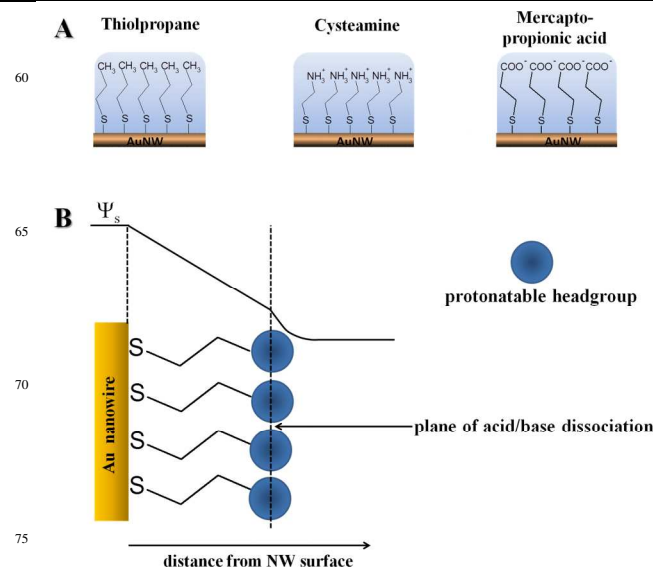 A
Thiolpropane
Cysteamine
Mercapto-
propionic acid
60
CH3 CH3 CH3 CH3 CH3
S S S S S
AuNW
NH3+ NH3+ NH3+ NH3+ NH3+
S S S S S
AuNW
COO- COO- COO- COO-
S S S S
AuNW
B
Ψs
65
protonatable headgroup
S
S
70
Au nanowire
plane of acid/base dissociation
S
S
75
distance from NW surface